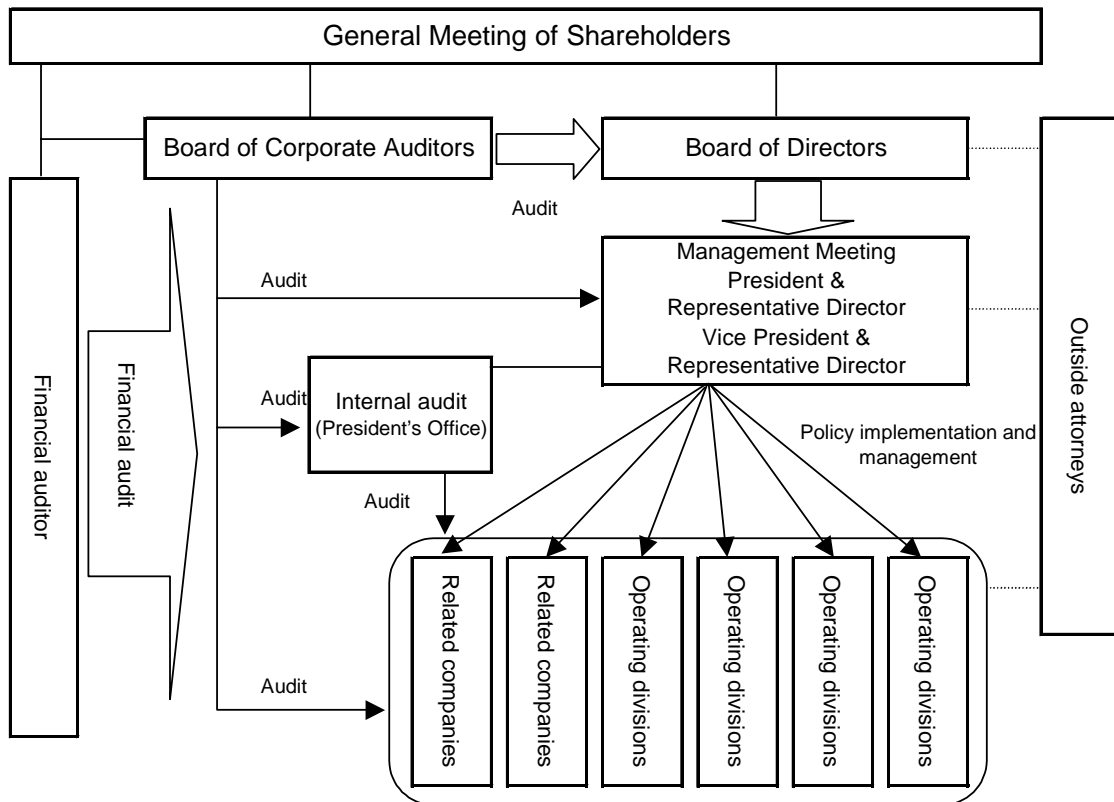 General Meeting of Shareholders
Board of Corporate Auditors
Board of Directors
Audit
Management Meeting
President &
Representative Director
Vice President &
Representative Director
Audit
Financial auditor
Financial audit
Outside attorneys
Audit
Internal audit
(President's Office)
Policy implementation and
management
Audit
Related companies
Related companies
Operating divisions
Operating divisions
Operating divisions
Operating divisions
Audit